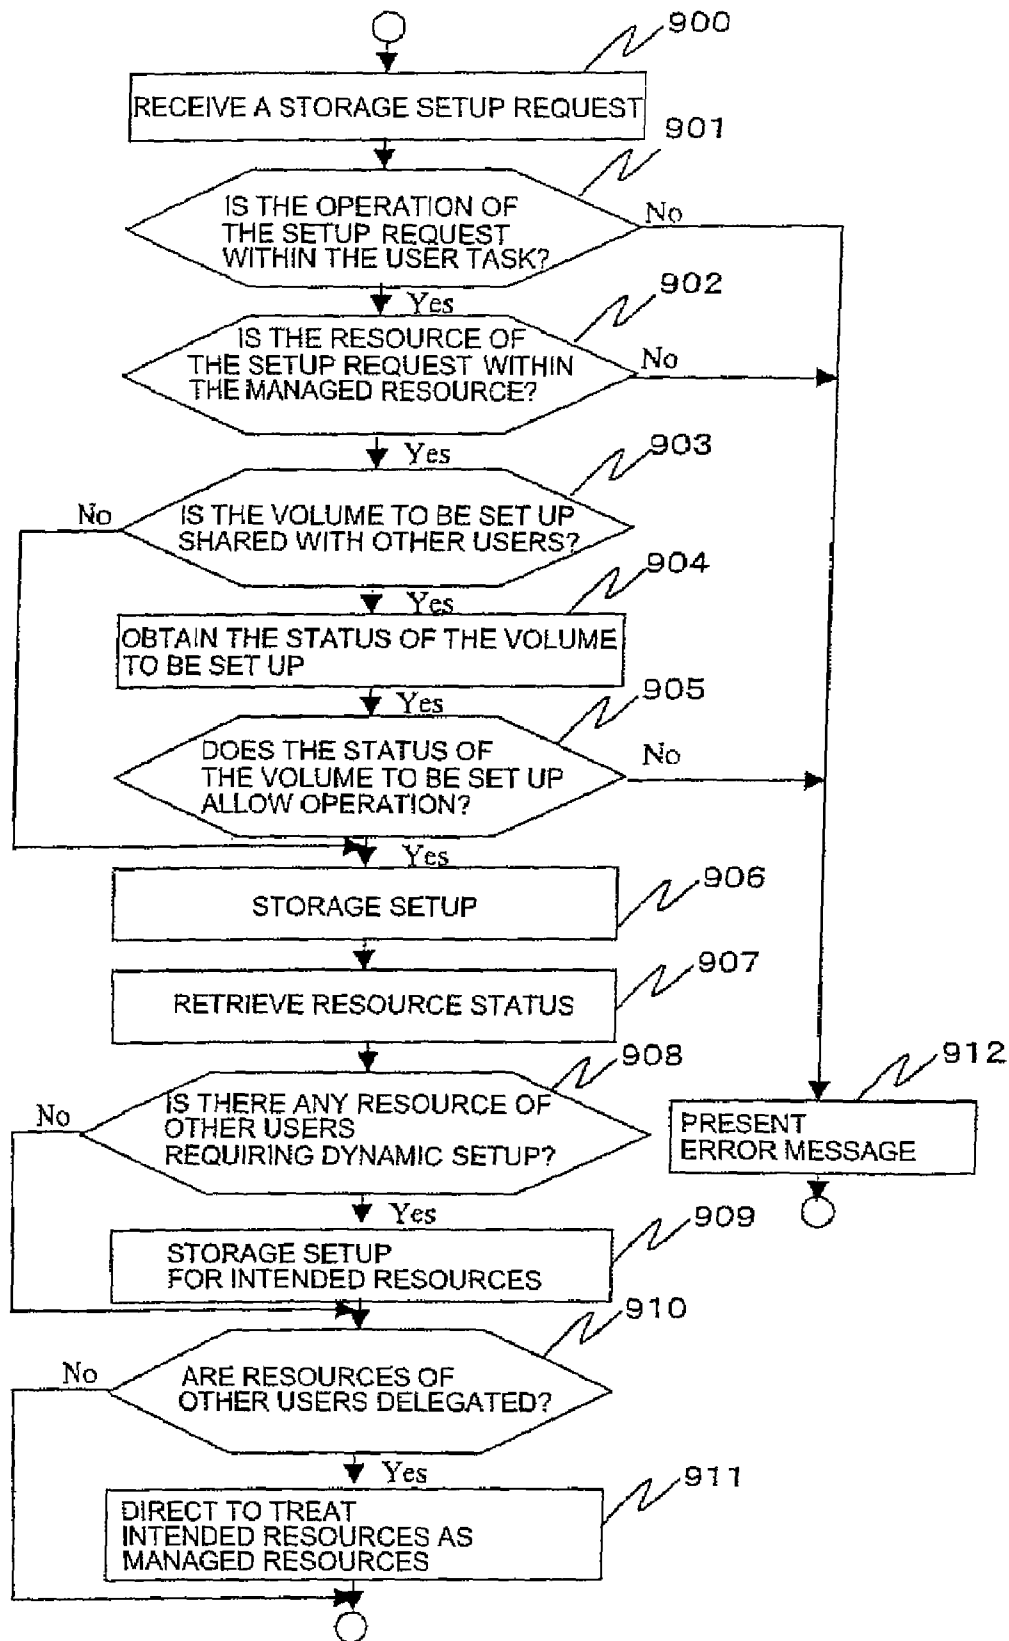 900
RECEIVE A STORAGE SETUP REQUEST
901
IS THE OPERATION OF
THE SETUP REQUEST
WITHIN THE USER TASK?
No
Yes
902
IS THE RESOURCE OF
THE SETUP REQUEST WITHIN
THE MANAGED RESOURCE?
No
Yes
903
No
IS THE VOLUME TO BE SET UP
SHARED WITH OTHER USERS?
904
Yes
OBTAIN THE STATUS OF THE VOLUME
TO BE SET UP
905
Yes
DOES THE STATUS OF
THE VOLUME TO BE SET UP
ALLOW OPERATION?
No
Yes
906
STORAGE SETUP
907
RETRIEVE RESOURCE STATUS
908
No
IS THERE ANY RESOURCE OF
OTHER USERS
REQUIRING DYNAMIC SETUP?
912
PRESENT
ERROR MESSAGE
Yes
909
STORAGE SETUP
FOR INTENDED RESOURCES
910
No
ARE RESOURCES OF
OTHER USERS DELEGATED?
Yes
911
DIRECT TO TREAT
INTENDED RESOURCES AS
MANAGED RESOURCES